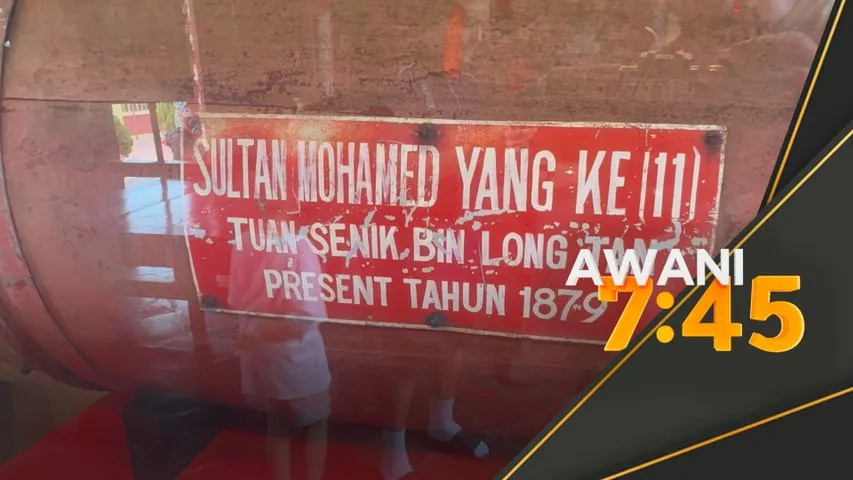 SULTAN MOHAMED YANG KE (11)
TUAN SENIK BIN LONG
PRESENT TAHUN 1879
AWANI
7:45